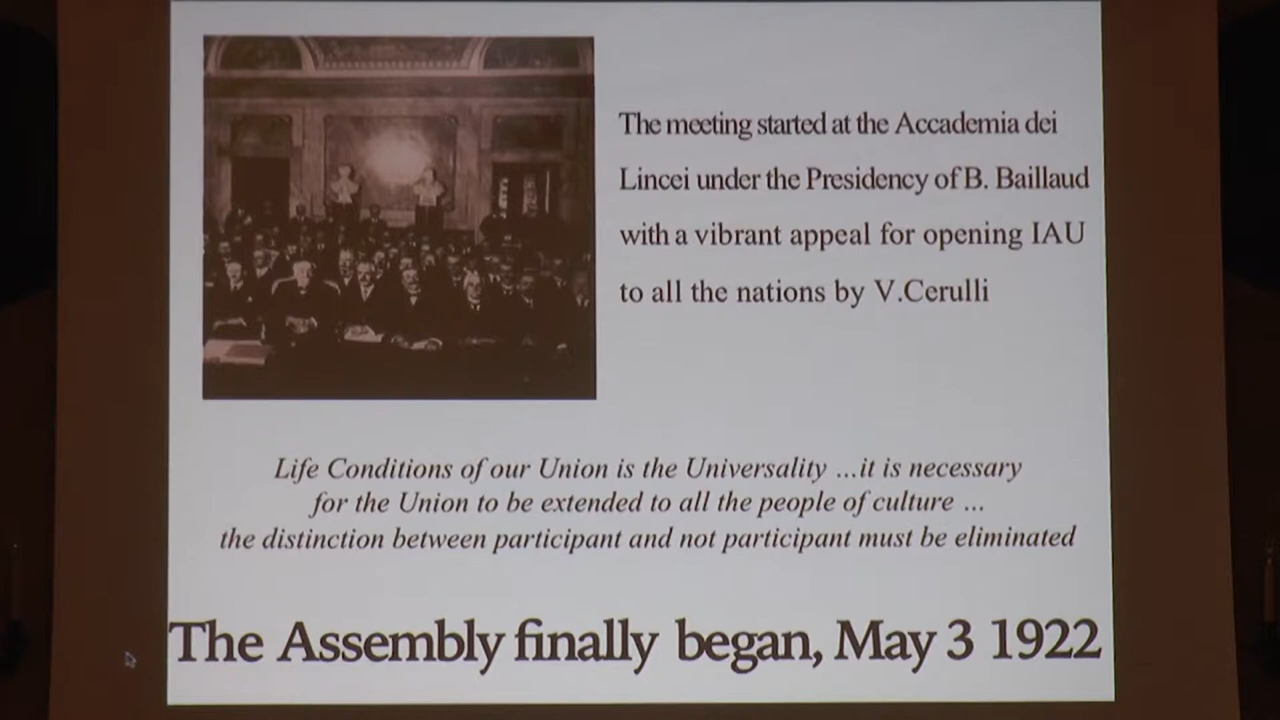 The meeting started at the Accademia dei
Lincei under the Presidency of B. Baillaud
with a vibrant appeal for opening IAU
to all the nations by V.Cerulli
Life Conditions of our Union is the Universality ...it is necessary
for the Union to be extended to all the people of culture ...
the distinction between participant and not participant must be eliminated
The Assembly finally began, May 3 1922